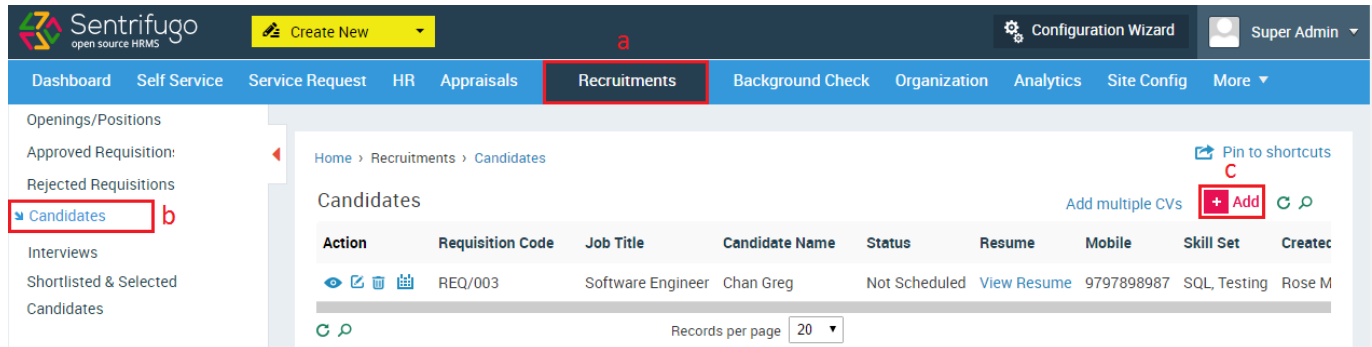 Sentrifugo
open source HRMS
Create New
a
Configuration Wizard
Super Admin
Dashboard Self Service Service Request HR Appraisals Recruitments Background Check Organization Analytics Site Config More
Openings/Positions
Approved Requisitions
Rejected Requisitions
Candidates b
Interviews
Shortlisted & Selected
Candidates
Home › Recruitments › Candidates
Pin to shortcuts
c
Candidates
Add multiple CVs + Add
Action Requisition Code Job Title Candidate Name Status Resume Mobile Skill Set Created
REQ/003 Software Engineer Chan Greg Not Scheduled View Resume 9797898987 SQL, Testing Rose M
Records per page 20